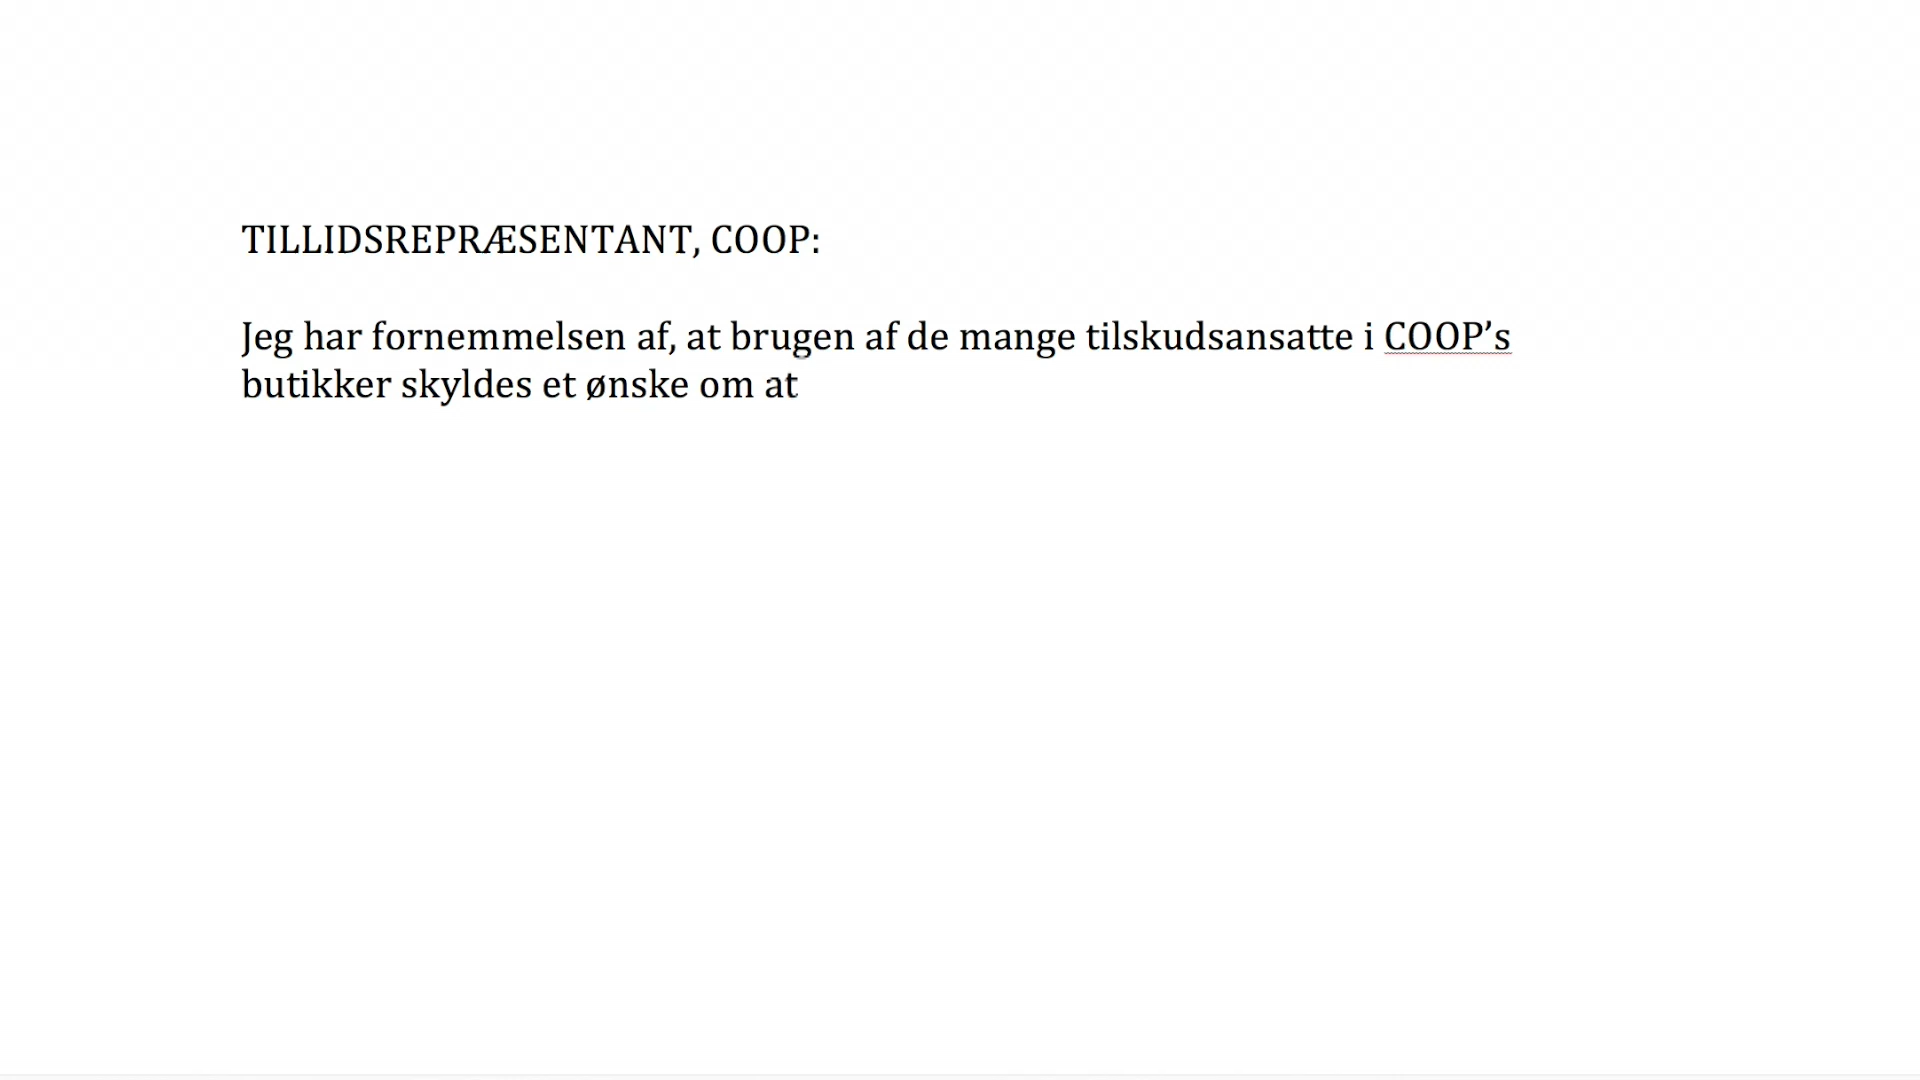 TILLIDSREPRÆSENTANT, COOP:
Jeg har fornemmelsen af, at brugen af de mange tilskudsansatte i COOP’s
butikker skyldes et ønske om at